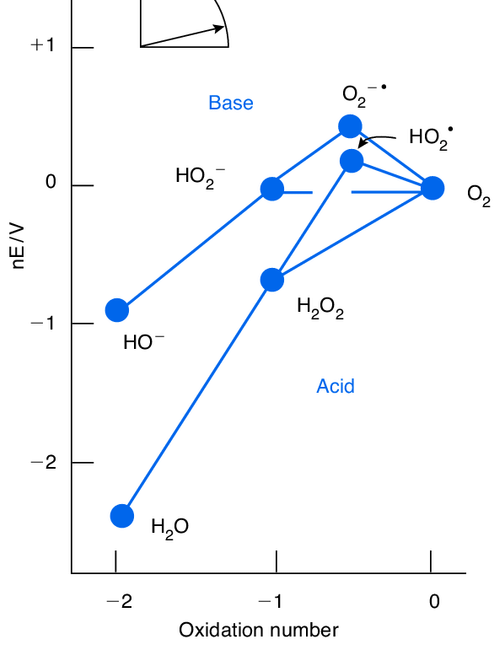 +1
Base
O₂⁻•
HO₂•
HO₂⁻
0
O₂
nE/V
H₂O₂
−1
HO⁻
Acid
−2
H₂O
−2 −1 0
Oxidation number